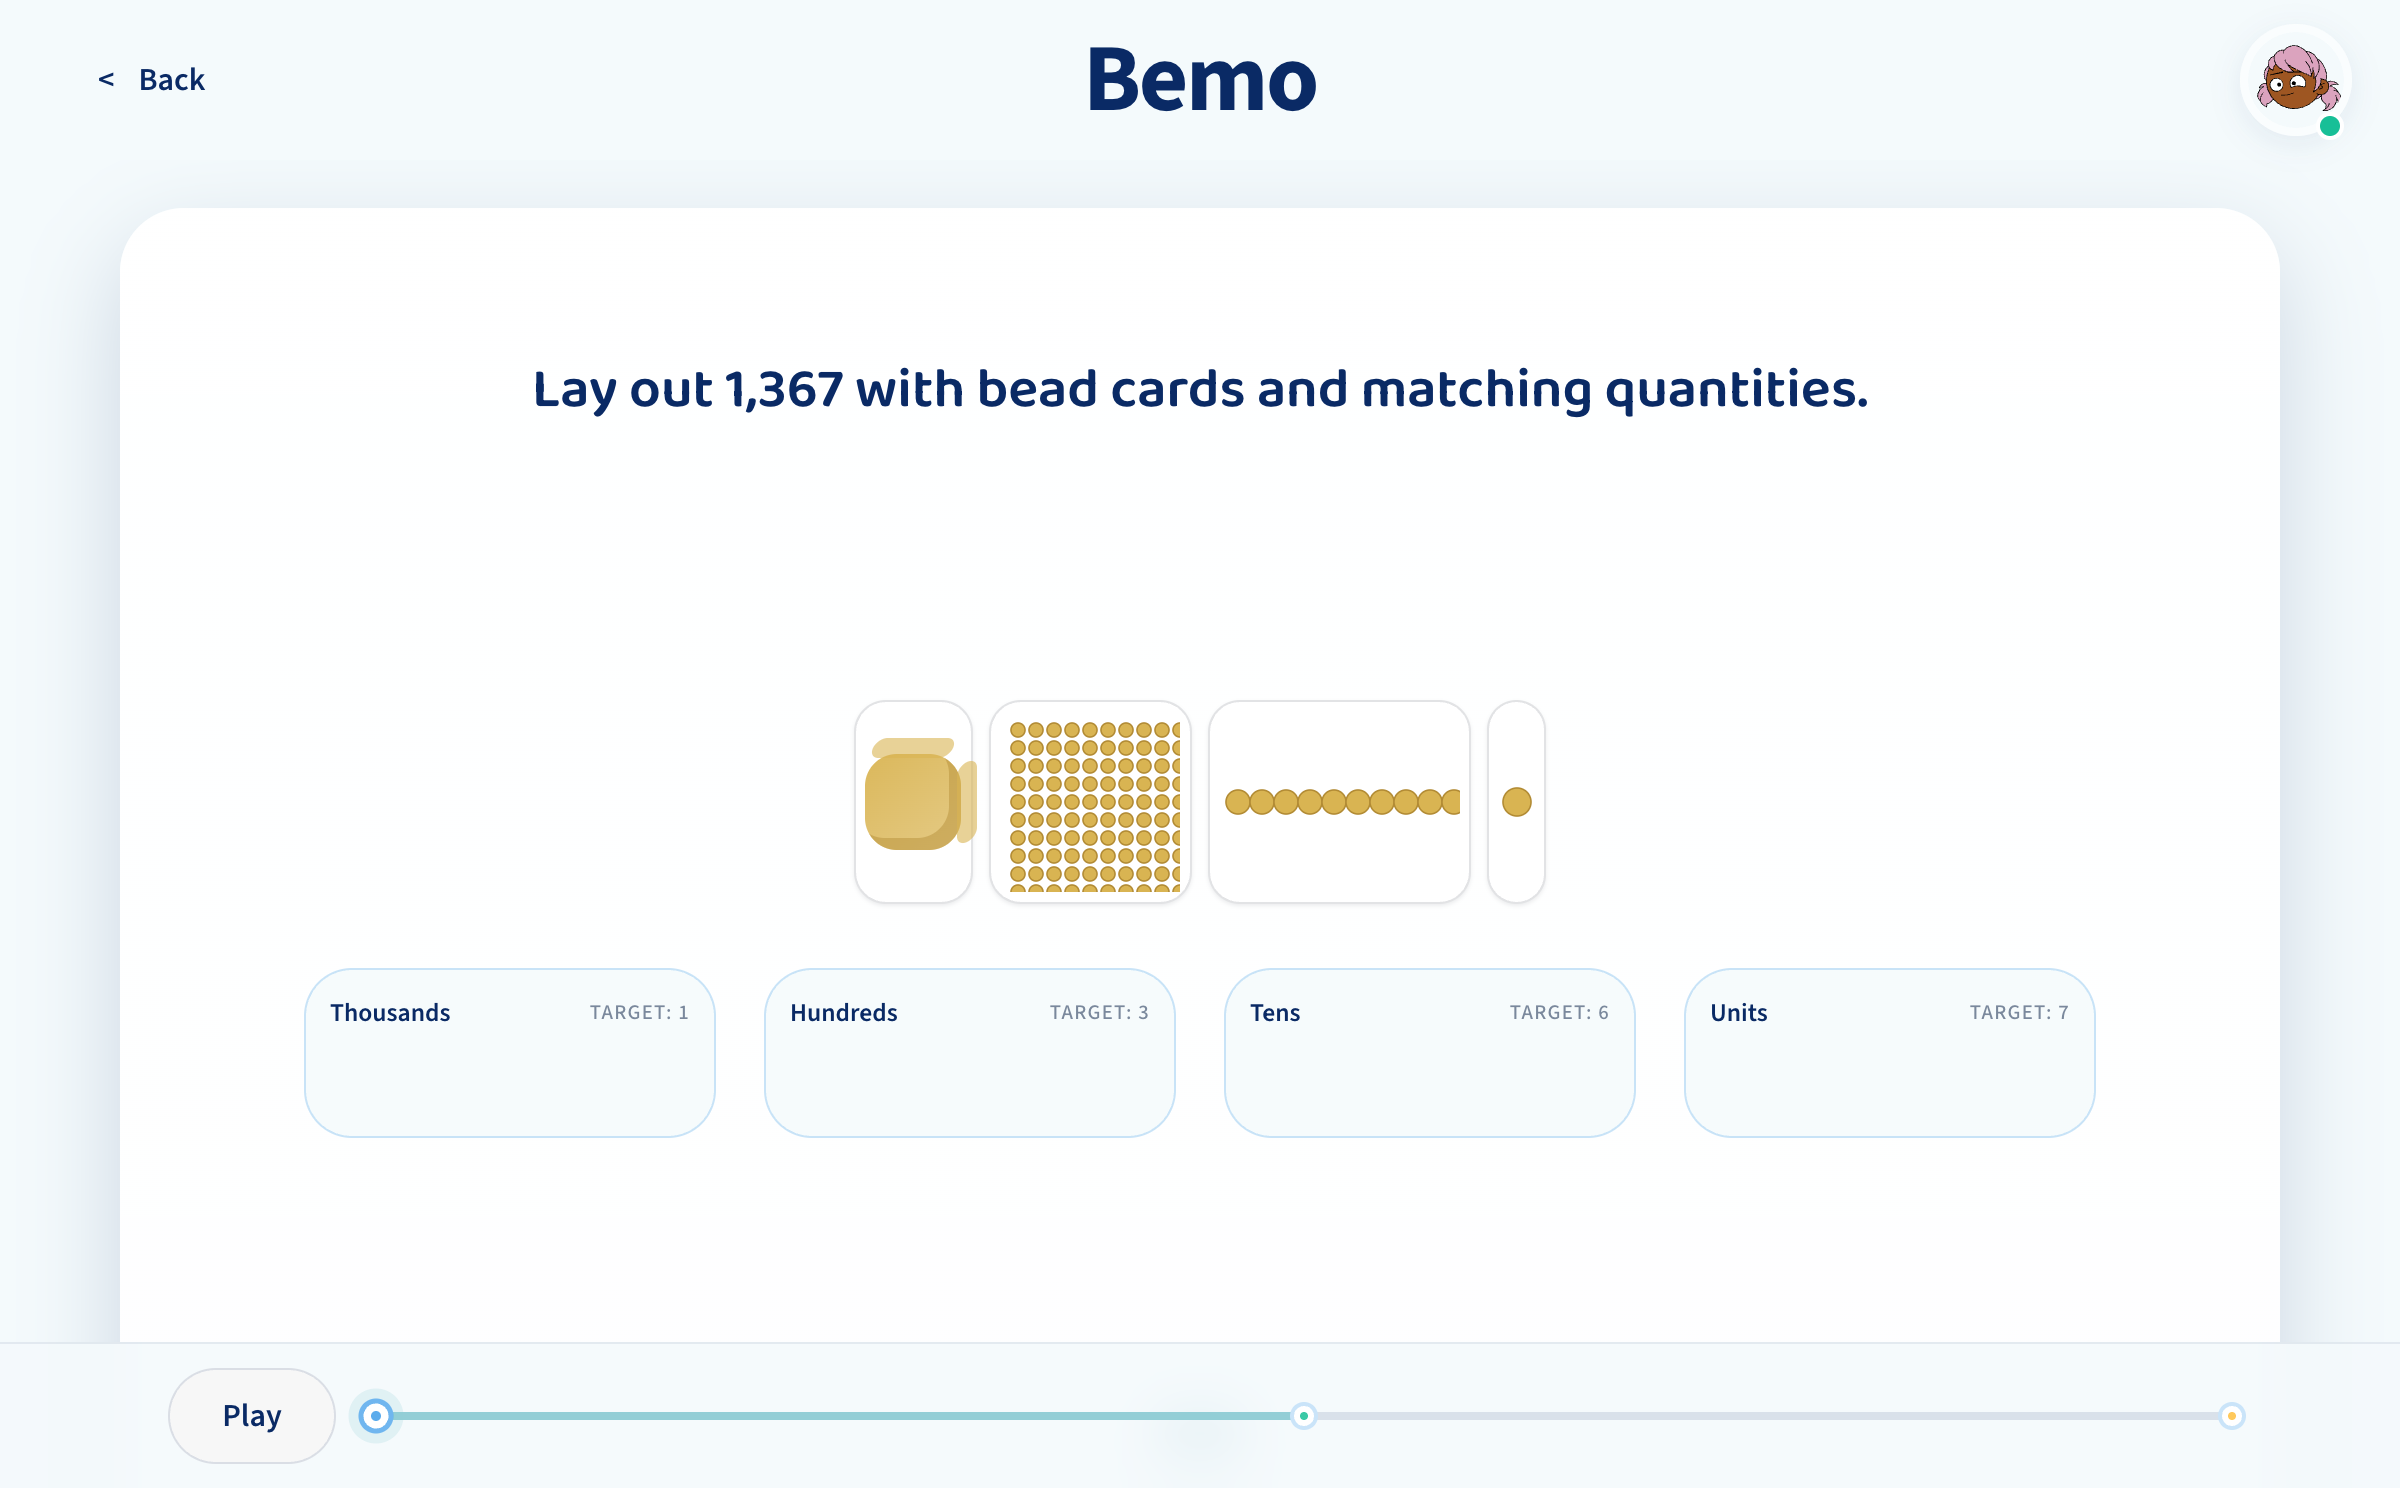 < Back
Bemo
Lay out 1,367 with bead cards and matching quantities.
Thousands TARGET: 1
Hundreds TARGET: 3
Tens TARGET: 6
Units TARGET: 7
Play